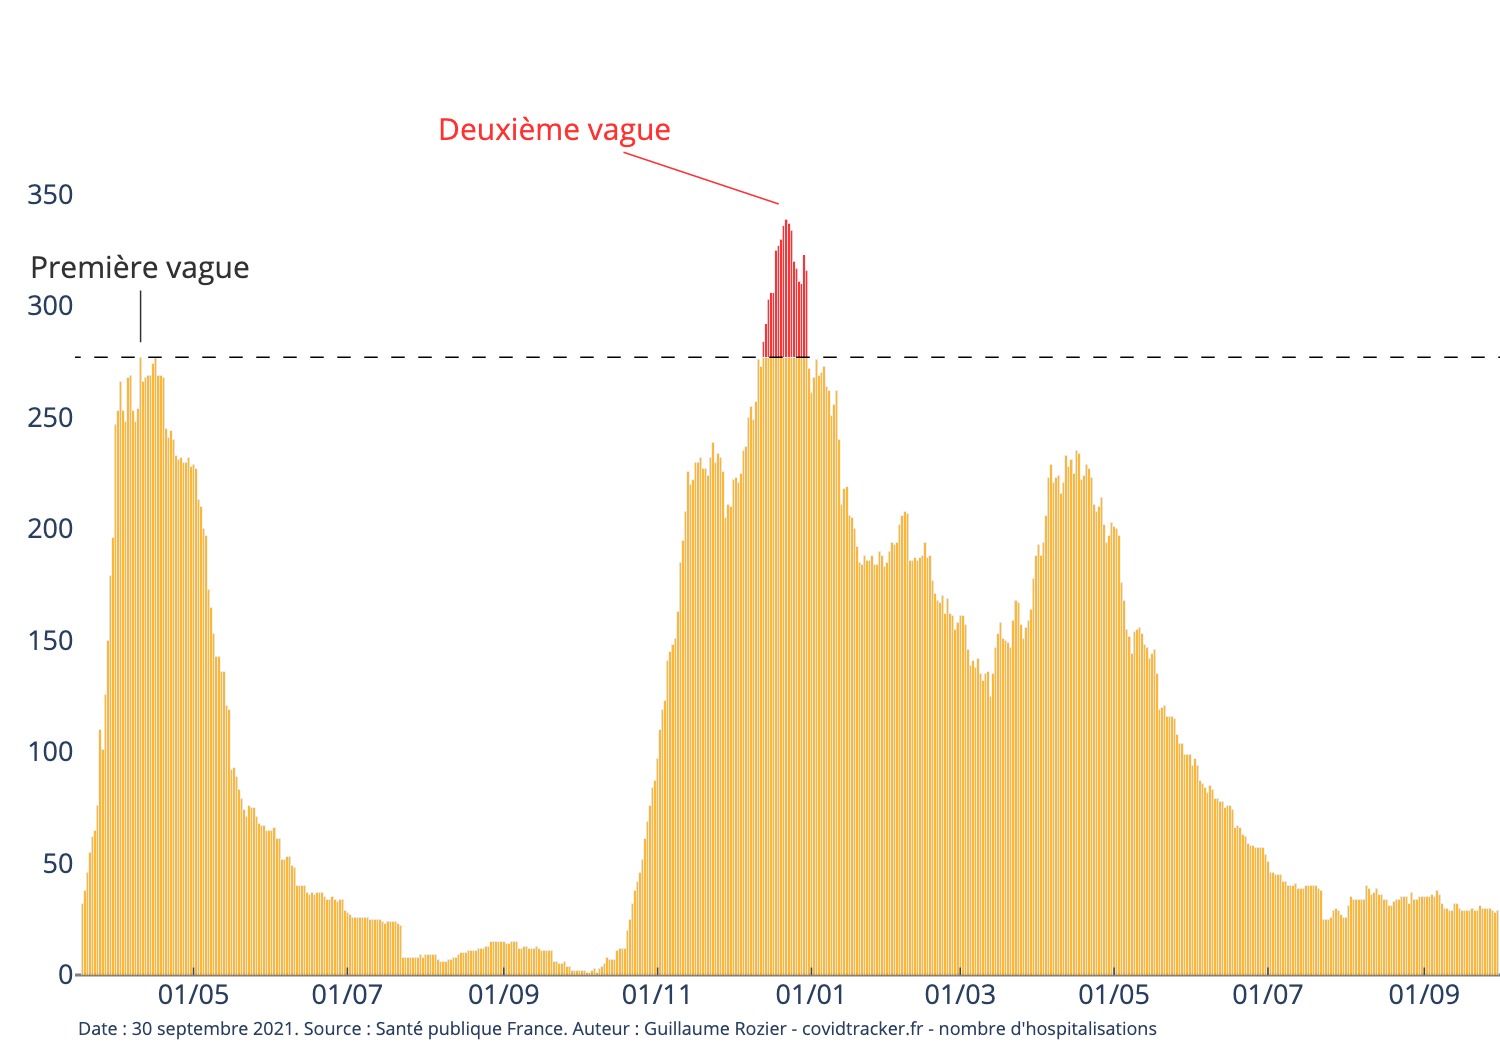 Deuxième vague
350
Première vague
300
250
200
150
100
50
0
01/05 01/07 01/09 01/11 01/01 01/03 01/05 01/07 01/09
Date : 30 septembre 2021. Source : Santé publique France. Auteur : Guillaume Rozier - covidtracker.fr - nombre d'hospitalisations